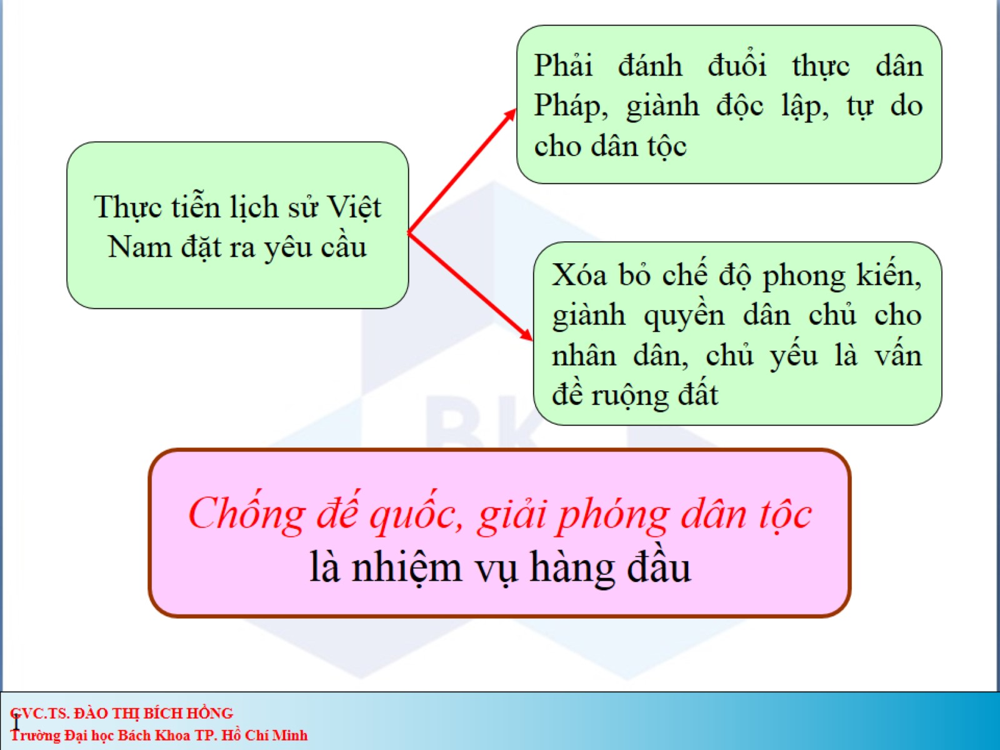 Phải đánh đuổi thực dân
Pháp, giành độc lập, tự do
cho dân tộc
Thực tiễn lịch sử Việt
Nam đặt ra yêu cầu
Xóa bỏ chế độ phong kiến,
giành quyền dân chủ cho
nhân dân, chủ yếu là vấn
đề ruộng đất
BK
Chống đế quốc, giải phóng dân tộc
là nhiệm vụ hàng đầu
GVC.TS. ĐÀO THỊ BÍCH HỒNG
1
Trường Đại học Bách Khoa TP. Hồ Chí Minh